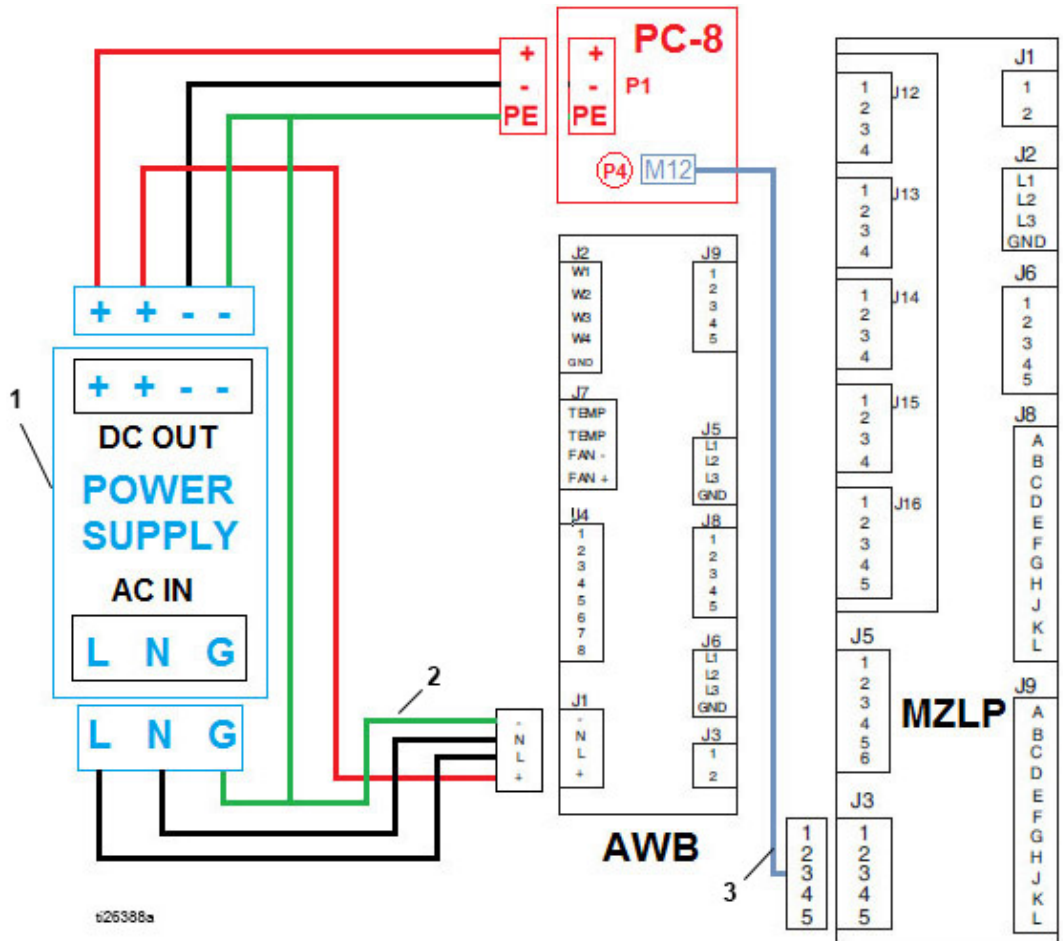 +
-
PE
PC-8
+
-
PE
P1
P4
M12
+ + - -
+ + - -
DC OUT
POWER
SUPPLY
AC IN
L N G
L N G
1
2
-
N
L
+
J2
W1
W2
W3
W4
GND
J7
TEMP
TEMP
FAN -
FAN +
J4
1
2
3
4
5
6
7
8
J1
-
N
L
+
J9
1
2
3
4
5
J5
L1
L2
L3
GND
J8
1
2
3
4
5
J6
L1
L2
L3
GND
J3
1
2
AWB
3
1
2
3
4
5
J12
1
2
3
4
J13
1
2
3
4
J14
1
2
3
4
J15
1
2
3
4
J16
1
2
3
4
5
J5
1
2
3
4
5
6
J3
1
2
3
4
5
MZLP
J1
1
2
J2
L1
L2
L3
GND
J6
1
2
3
4
5
J8
A
B
C
D
E
F
G
H
J
K
L
J9
A
B
C
D
E
F
G
H
J
K
L
ti26388a